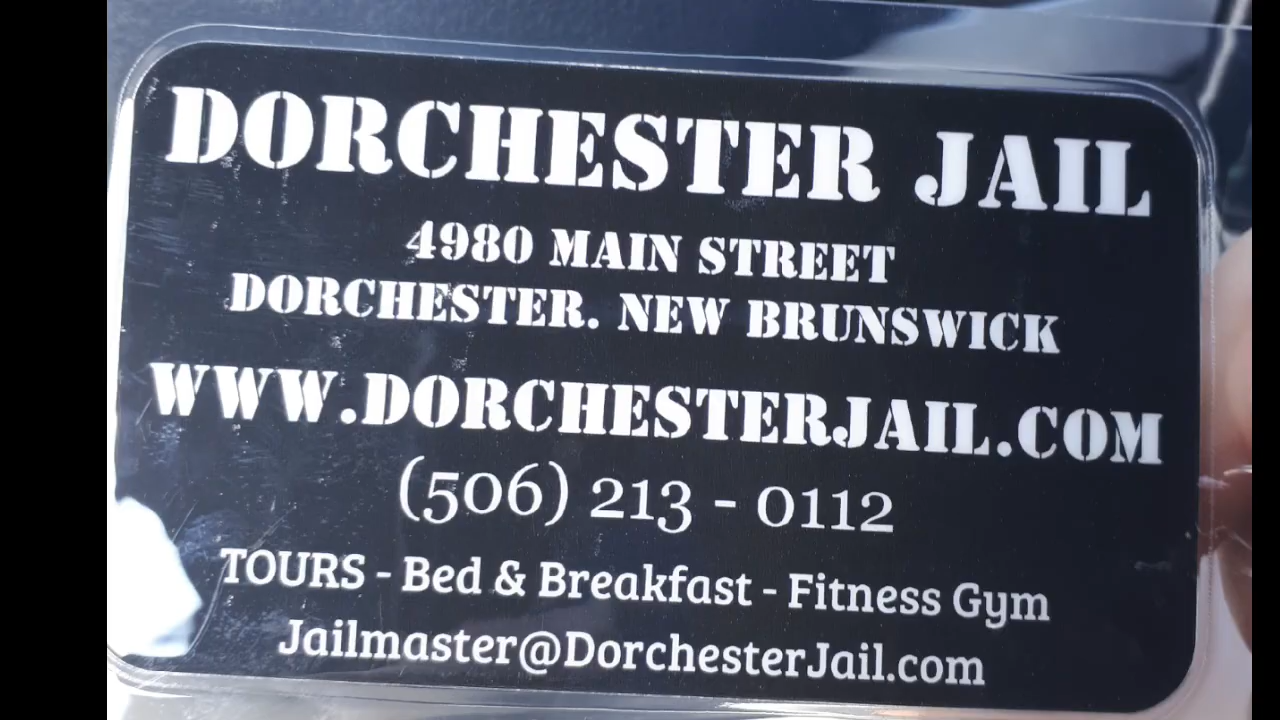 DORCHESTER JAIL
4980 MAIN STREET
DORCHESTER. NEW BRUNSWICK
WWW.DORCHESTERJAIL.COM
(506) 213 - 0112
TOURS - Bed & Breakfast - Fitness Gym
Jailmaster@DorchesterJail.com